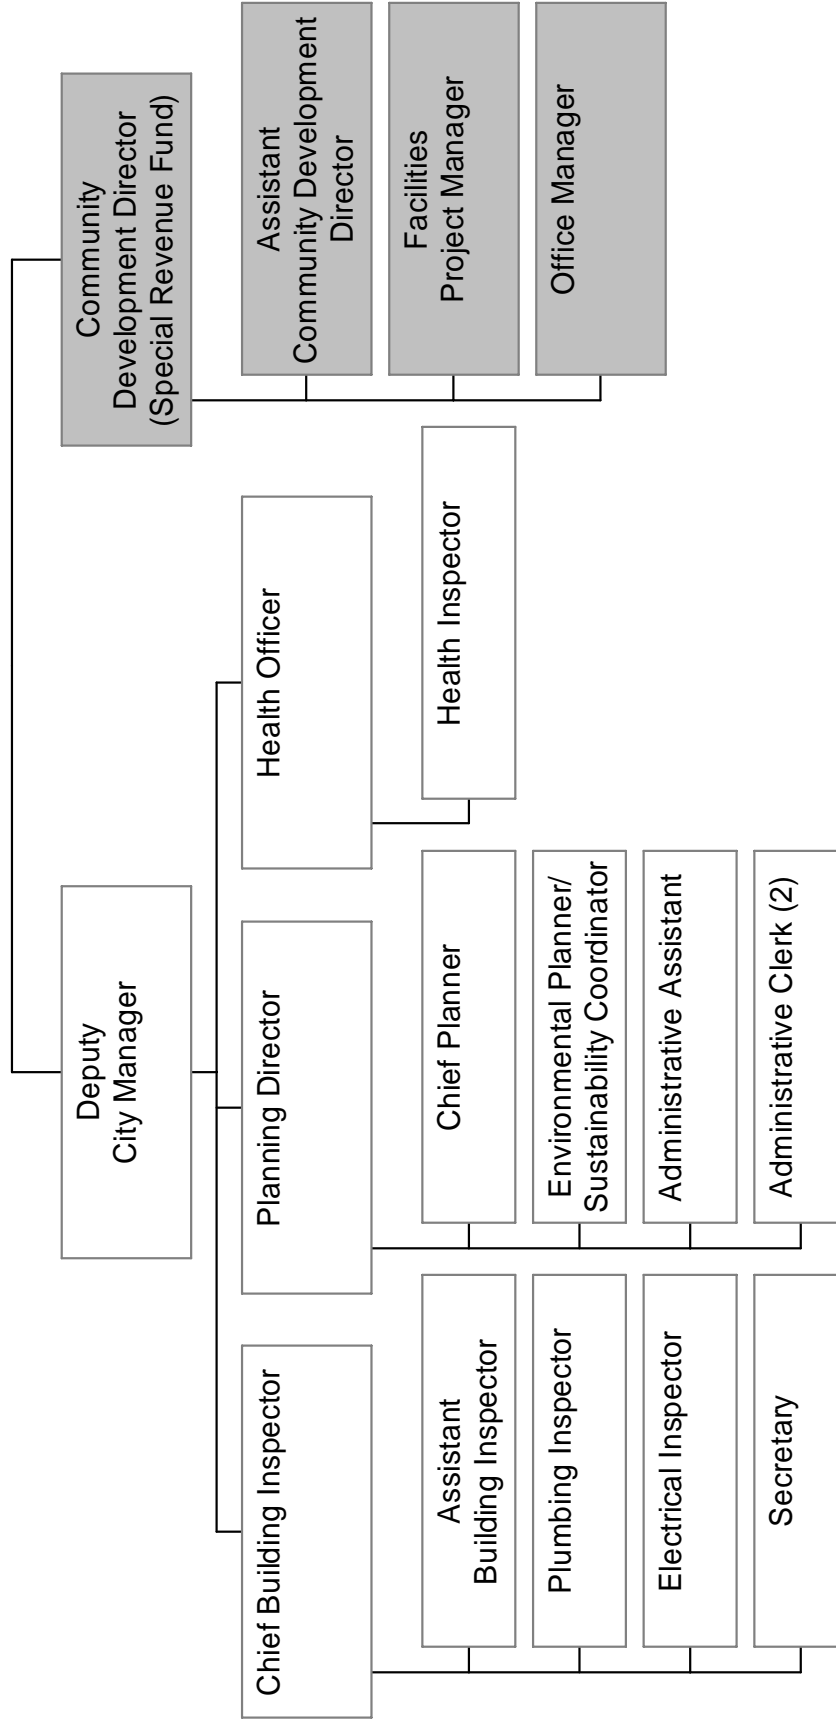 Deputy
City Manager
Community
Development Director
(Special Revenue Fund)
Chief Building Inspector
Planning Director
Health Officer
Assistant
Community Development
Director
Facilities
Project Manager
Office Manager
Assistant
Building Inspector
Plumbing Inspector
Electrical Inspector
Secretary
Chief Planner
Environmental Planner/
Sustainability Coordinator
Administrative Assistant
Administrative Clerk (2)
Health Inspector